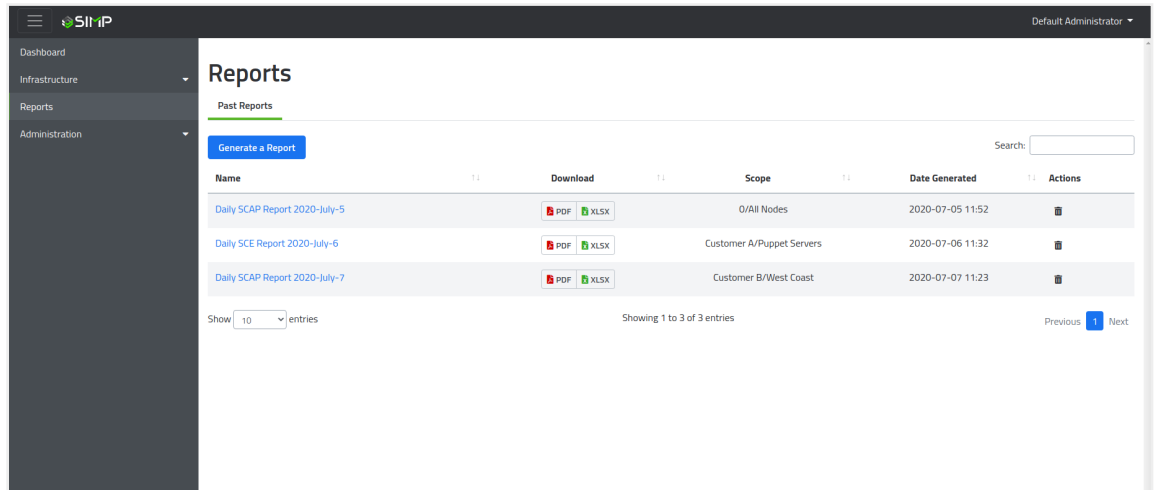 SIMP
Default Administrator
Dashboard
Infrastructure
Reports
Administration
Reports
Past Reports
Generate a Report
Search:
Name Download Scope Date Generated Actions
Daily SCAP Report 2020-July-5 PDF XLSX 0/All Nodes 2020-07-05 11:52
Daily SCE Report 2020-July-6 PDF XLSX Customer A/Puppet Servers 2020-07-06 11:32
Daily SCAP Report 2020-July-7 PDF XLSX Customer B/West Coast 2020-07-07 11:23
Show 10 entries Showing 1 to 3 of 3 entries Previous 1 Next